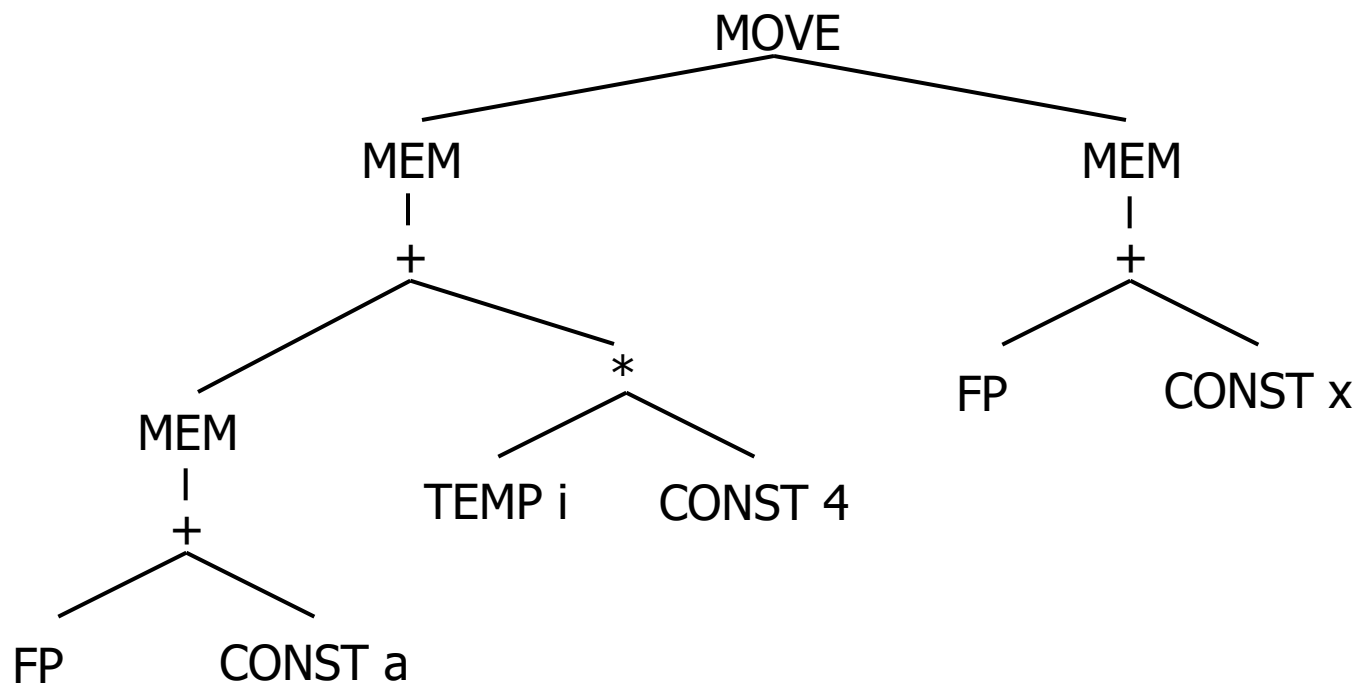 MOVE
MEM MEM
+ +
* FP CONST x
MEM
TEMP i CONST 4
+
FP CONST a